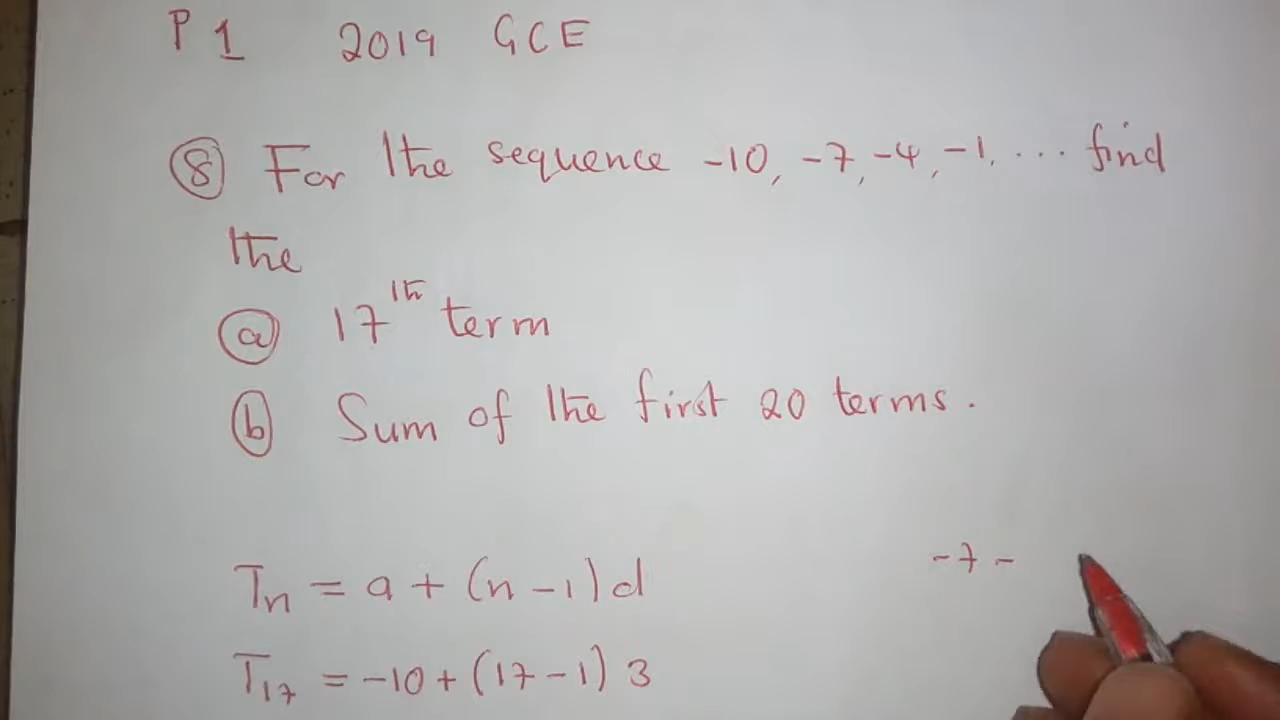 P 1 2019 GCE
8 For the sequence -10, -7, -4, -1, ... find
the
a 17th term
b Sum of the first 20 terms.
Tn = a + (n - 1)d
-7 -
T17 = -10 + (17 - 1) 3